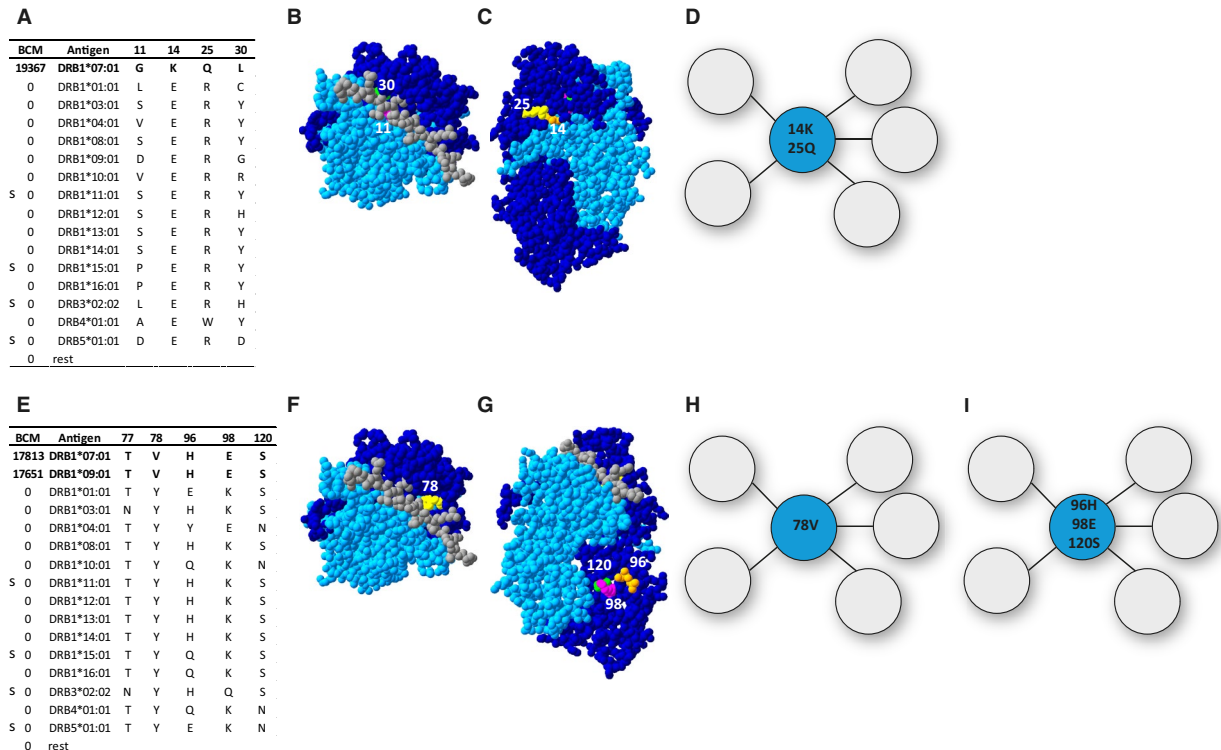 A
BCM Antigen 11 14 25 30
19367 DRB1*07:01 G K Q L
0 DRB1*01:01 L E R C
0 DRB1*03:01 S E R Y
0 DRB1*04:01 V E R Y
0 DRB1*08:01 S E R Y
0 DRB1*09:01 D E R G
0 DRB1*10:01 V E R R
S 0 DRB1*11:01 S E R Y
0 DRB1*12:01 S E R H
0 DRB1*13:01 S E R Y
0 DRB1*14:01 S E R Y
S 0 DRB1*15:01 P E R Y
0 DRB1*16:01 P E R Y
S 0 DRB3*02:02 L E R H
0 DRB4*01:01 A E W Y
S 0 DRB5*01:01 D E R D
0 rest
B
30
11
C
25
14
D
14K
25Q
E
BCM Antigen 77 78 96 98 120
17813 DRB1*07:01 T V H E S
17651 DRB1*09:01 T V H E S
0 DRB1*01:01 T Y E K S
0 DRB1*03:01 N Y H K S
0 DRB1*04:01 T Y Y E N
0 DRB1*08:01 T Y H K S
0 DRB1*10:01 T Y Q K N
S 0 DRB1*11:01 T Y H K S
0 DRB1*12:01 T Y H K S
0 DRB1*13:01 T Y H K S
0 DRB1*14:01 T Y H K S
S 0 DRB1*15:01 T Y Q K S
0 DRB1*16:01 T Y Q K S
S 0 DRB3*02:02 N Y H Q S
0 DRB4*01:01 T Y Q K N
S 0 DRB5*01:01 T Y E K N
0 rest
F
78
G
120 96
98
H
78V
I
96H
98E
120S